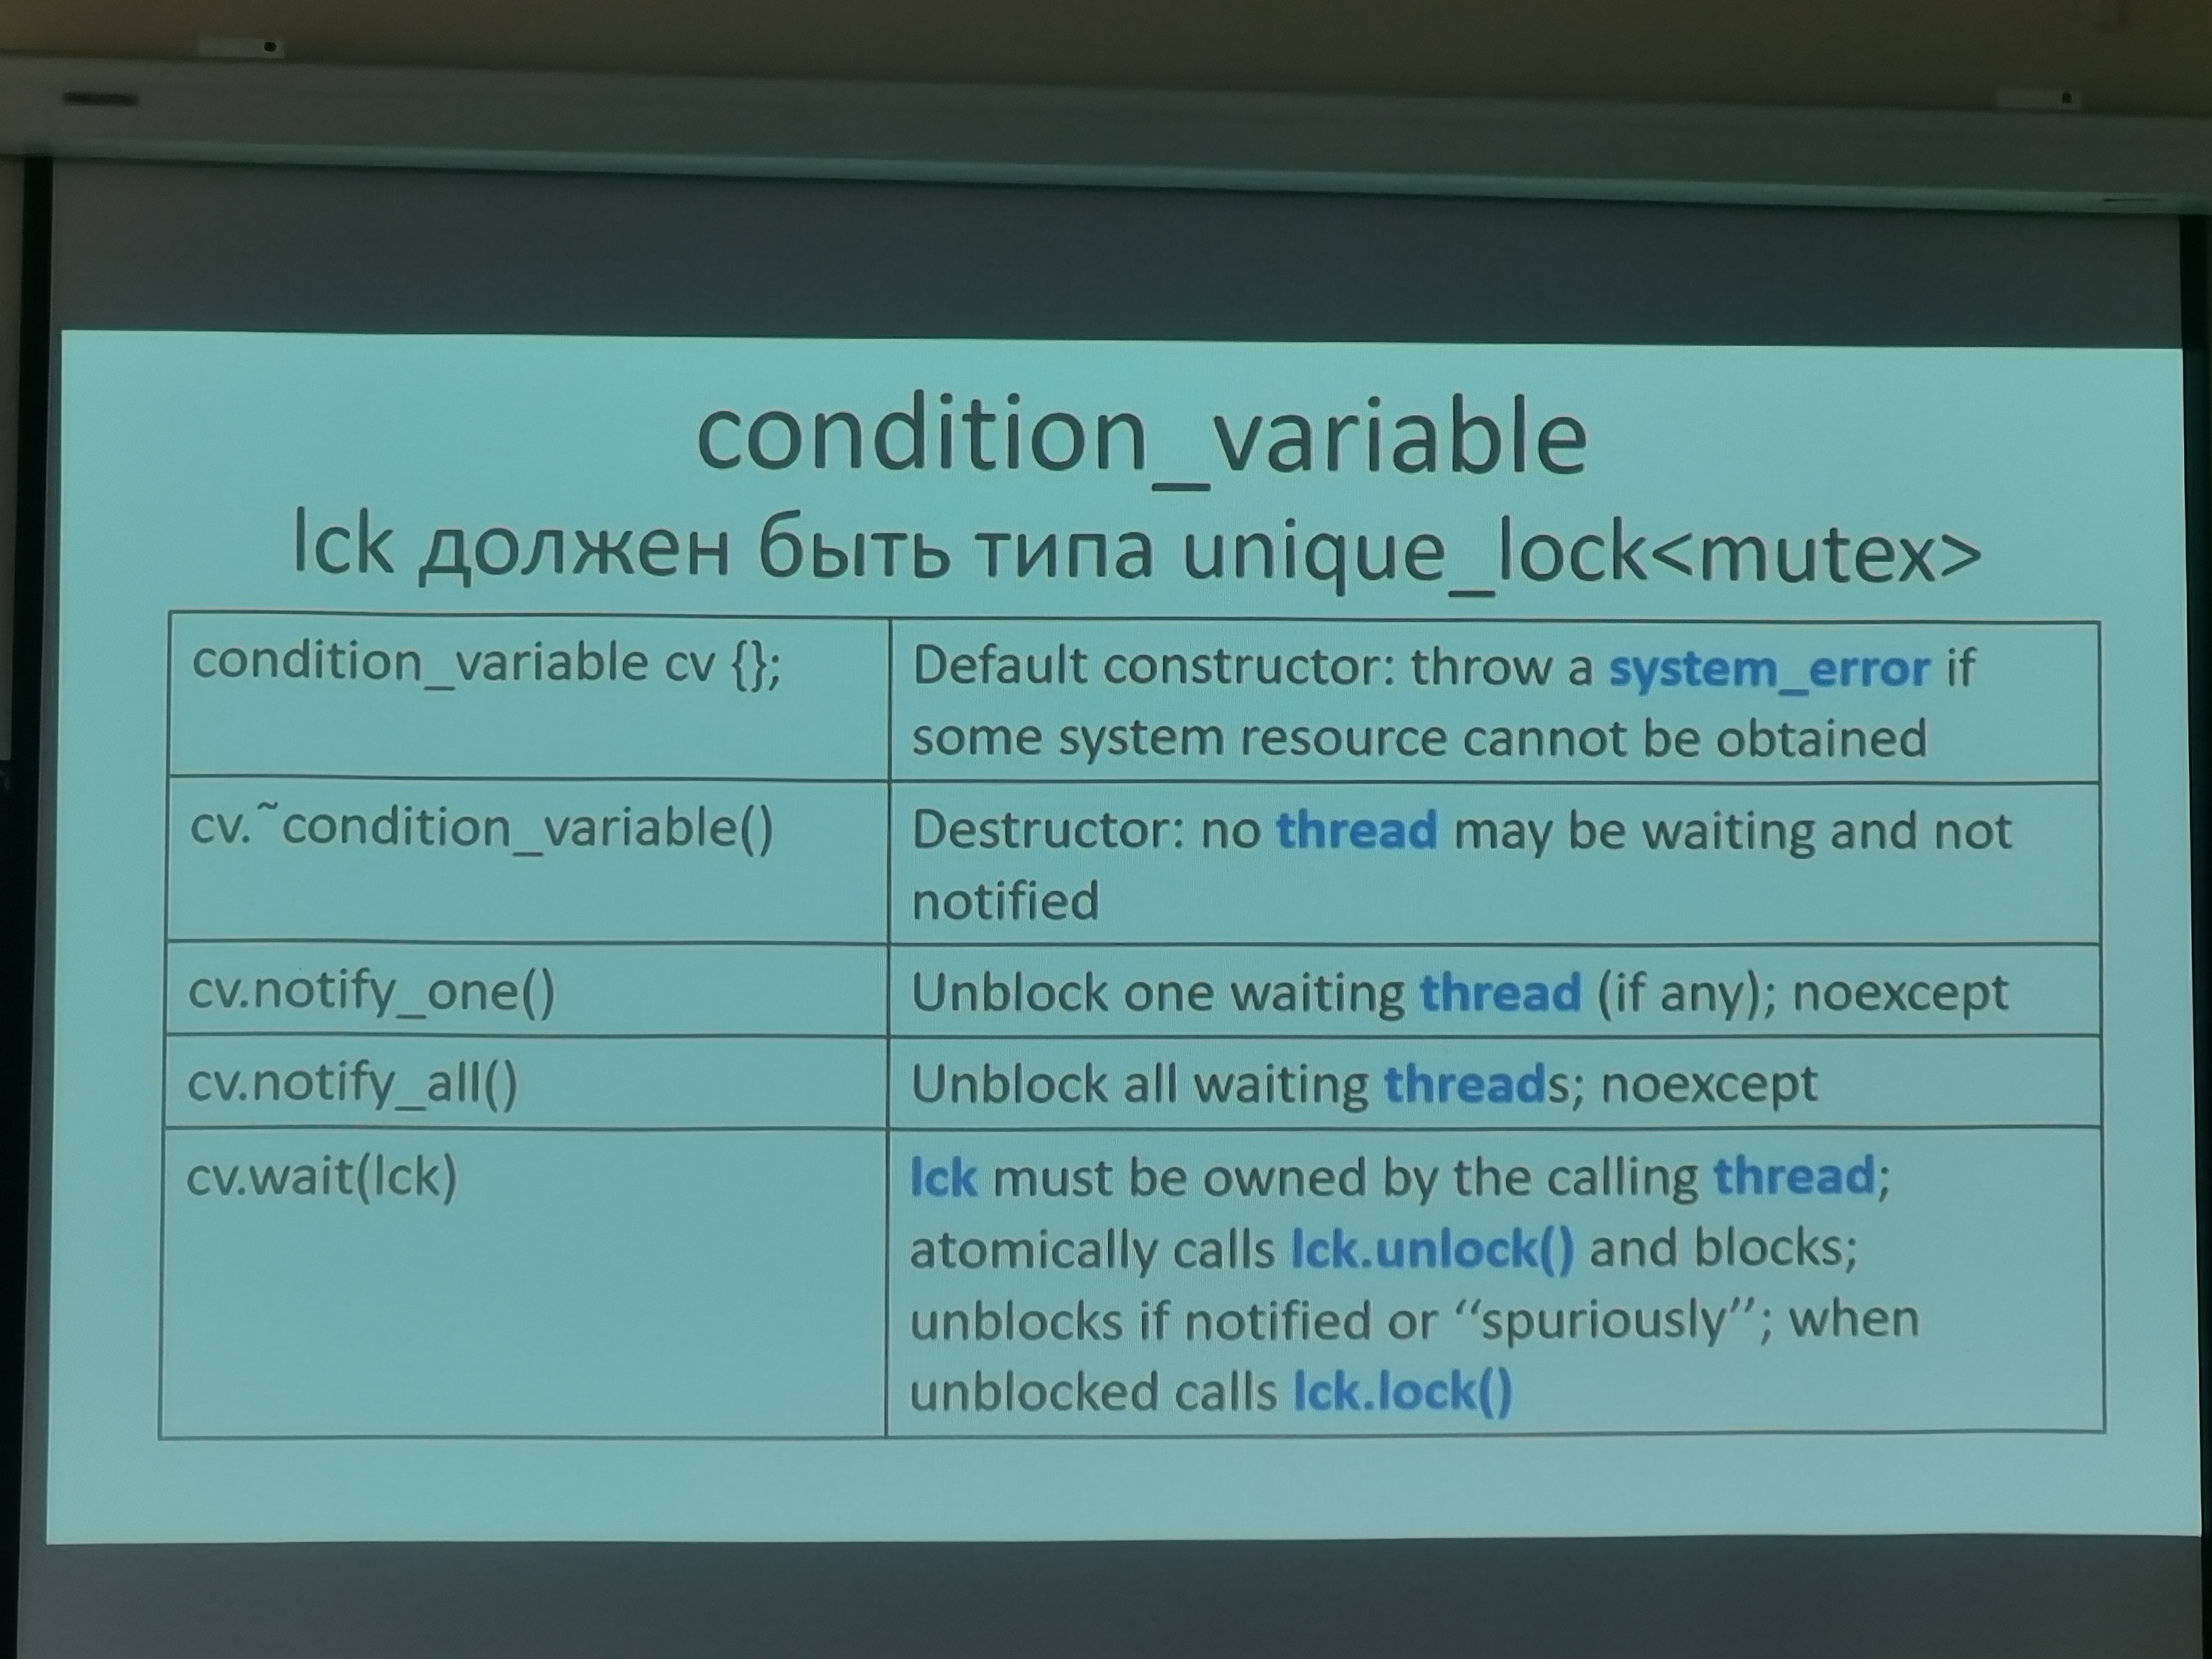 condition_variable
lck должен быть типа unique_lock<mutex>
condition_variable cv {};
Default constructor: throw a system_error if
some system resource cannot be obtained
cv.~condition_variable()
Destructor: no thread may be waiting and not
notified
cv.notify_one()
Unblock one waiting thread (if any); noexcept
cv.notify_all()
Unblock all waiting threads; noexcept
cv.wait(lck)
lck must be owned by the calling thread;
atomically calls lck.unlock() and blocks;
unblocks if notified or “spuriously”; when
unblocked calls lck.lock()